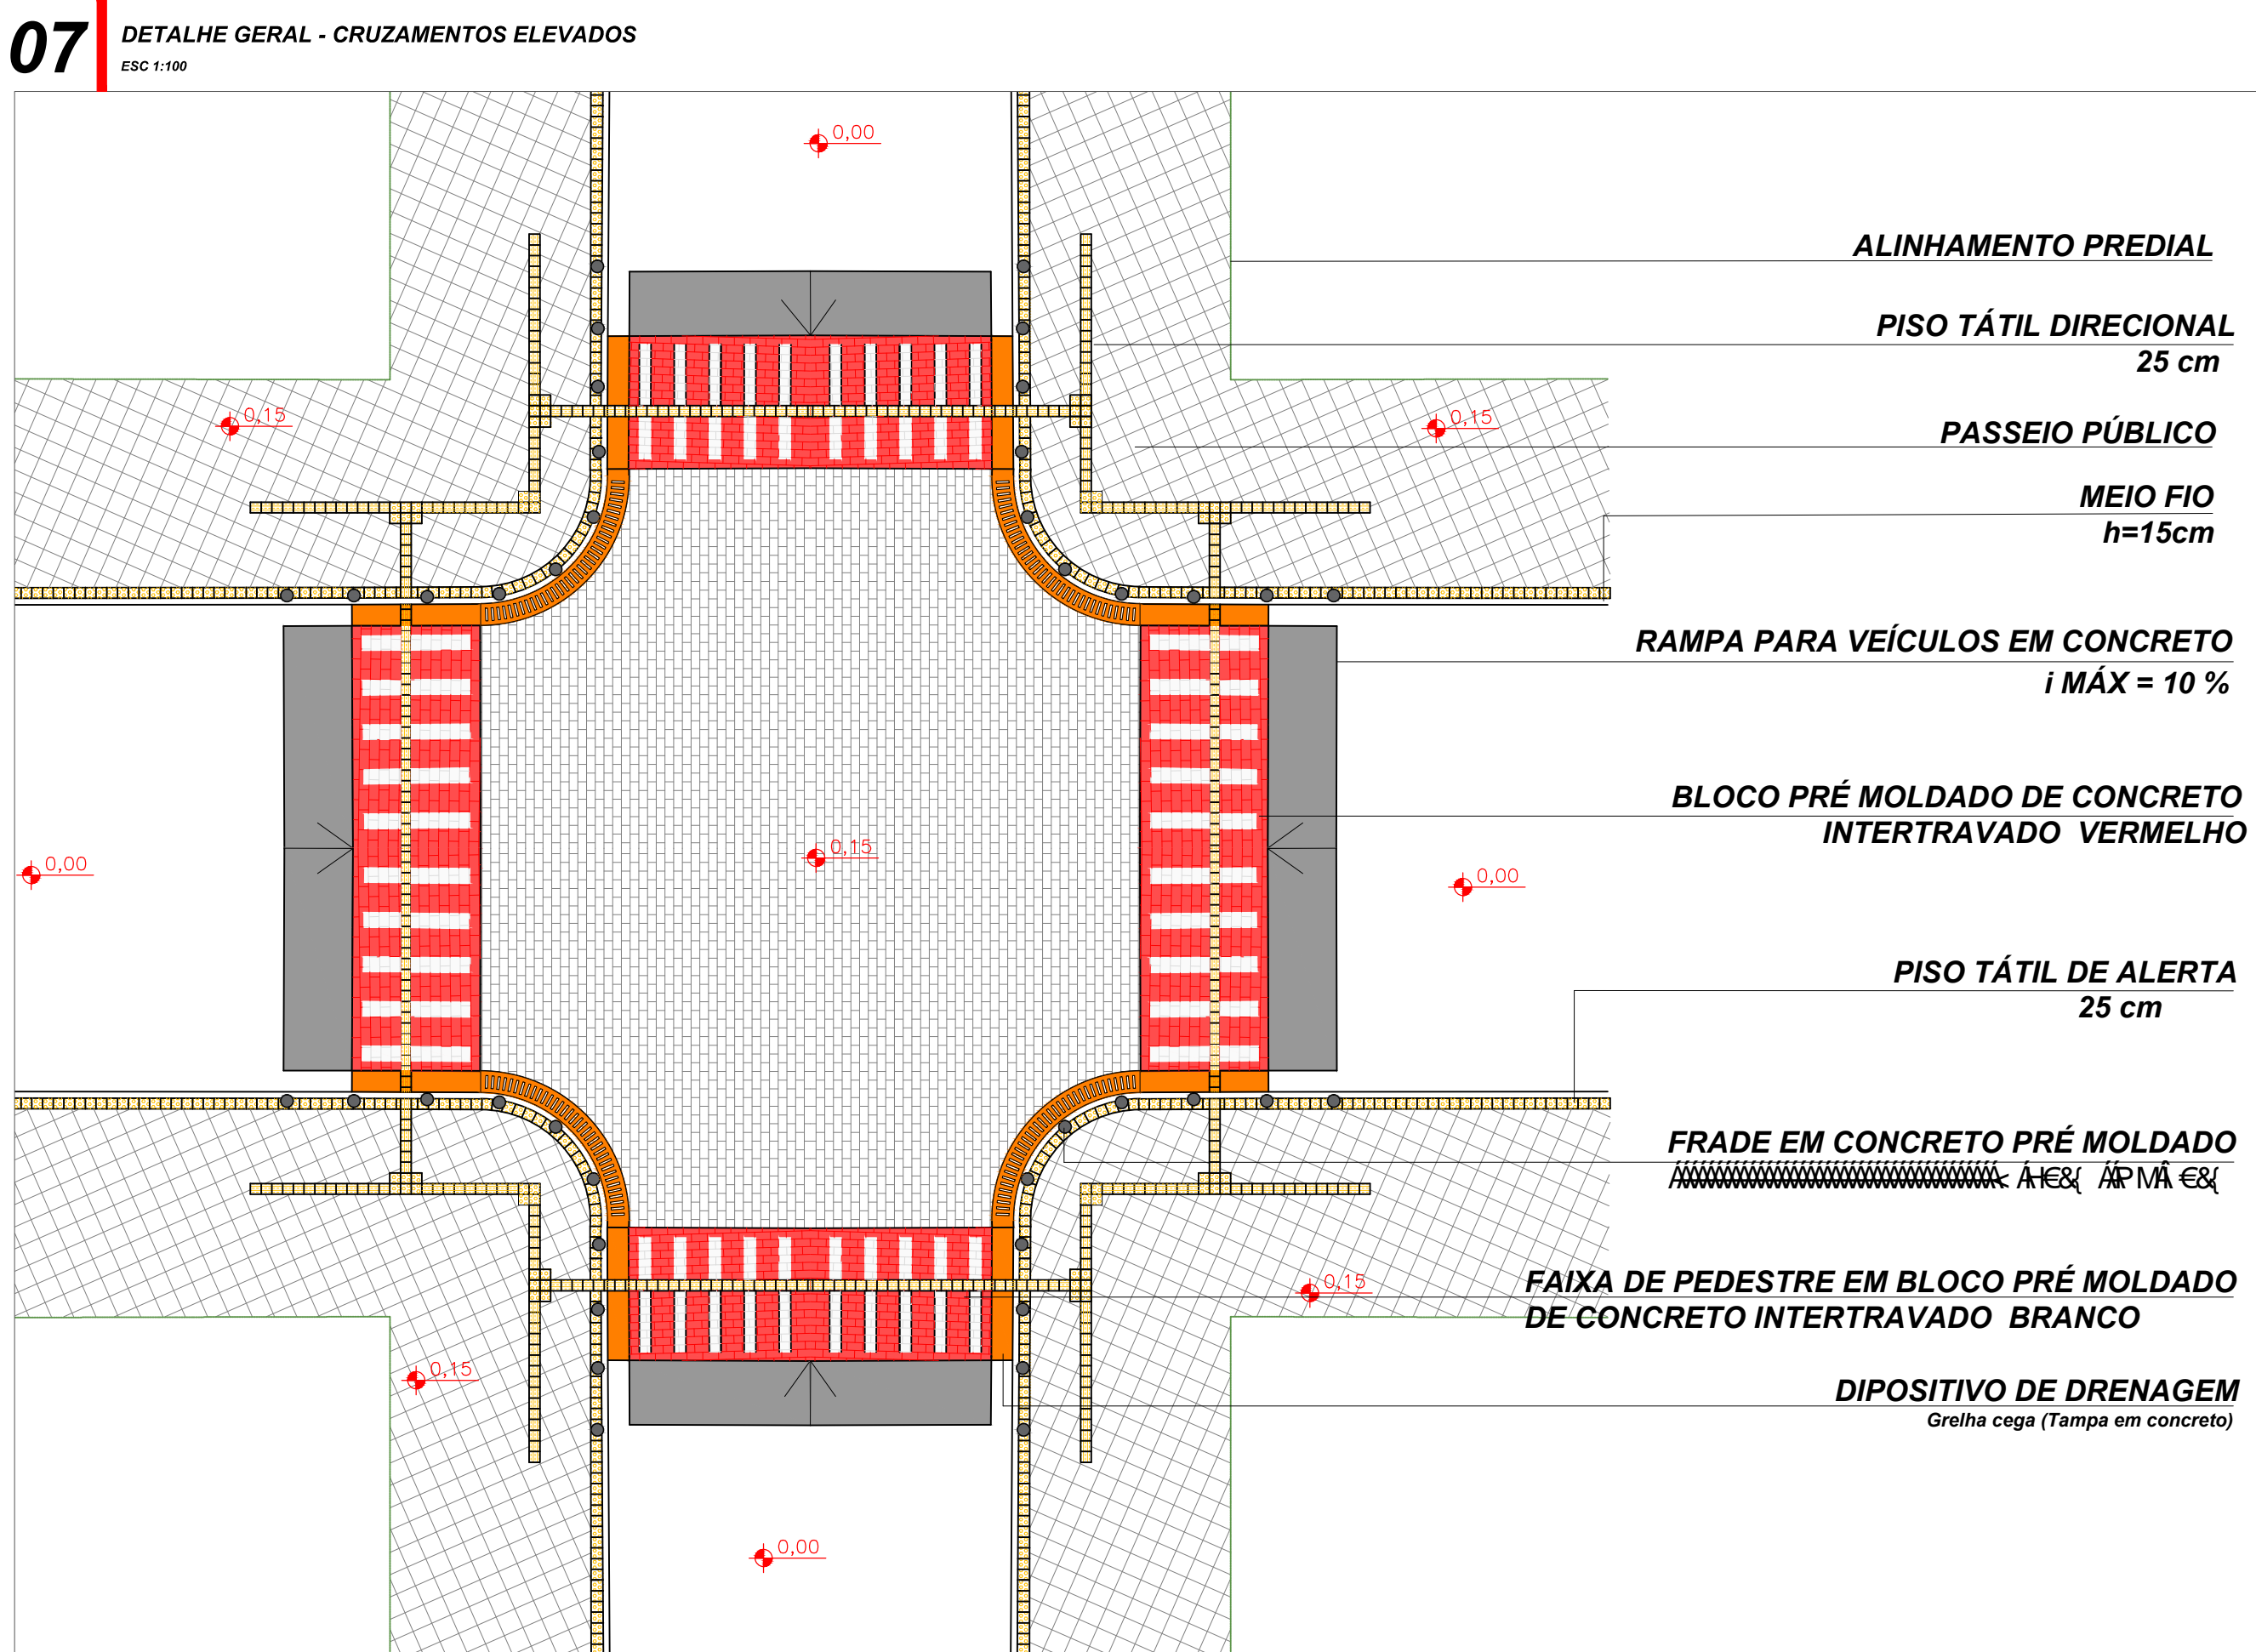 07
DETALHE GERAL - CRUZAMENTOS ELEVADOS
ESC 1:100
0,00
ALINHAMENTO PREDIAL
PISO TÁTIL DIRECIONAL
25 cm
0,15
0,15
PASSEIO PÚBLICO
MEIO FIO
h=15cm
RAMPA PARA VEÍCULOS EM CONCRETO
i MÁX = 10 %
BLOCO PRÉ MOLDADO DE CONCRETO
INTERTRAVADO VERMELHO
0,15
0,00
0,00
PISO TÁTIL DE ALERTA
25 cm
FRADE EM CONCRETO PRÉ MOLDADO
FAIXA DE PEDESTRE EM BLOCO PRÉ MOLDADO
0,15
DE CONCRETO INTERTRAVADO BRANCO
0,15
DIPOSITIVO DE DRENAGEM
Grelha cega (Tampa em concreto)
0,00